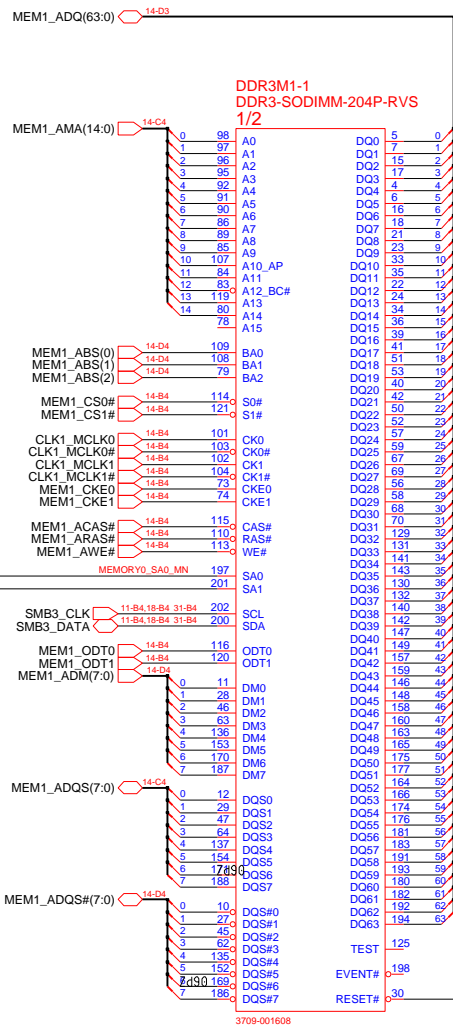 MEM1_ADQ(63:0) 14-D3
DDR3M1-1
DDR3-SODIMM-204P-RVS
1/2
MEM1_AMA(14:0) 14-C4
0 98 A0
1 97 A1
2 96 A2
3 95 A3
4 92 A4
5 91 A5
6 90 A6
7 86 A7
8 89 A8
9 85 A9
10 107 A10_AP
11 84 A11
12 83 A12_BC#
13 119 A13
14 80 A14
78 A15
MEM1_ABS(0) 14-D4 109 BA0
MEM1_ABS(1) 14-D4 108 BA1
MEM1_ABS(2) 14-D4 79 BA2
MEM1_CS0# 14-B4 114 S0#
MEM1_CS1# 14-B4 121 S1#
CLK1_MCLK0 14-B4 101 CK0
CLK1_MCLK0# 14-B4 103 CK0#
CLK1_MCLK1 14-B4 102 CK1
CLK1_MCLK1# 14-B4 104 CK1#
MEM1_CKE0 14-B4 73 CKE0
MEM1_CKE1 14-B4 74 CKE1
MEM1_ACAS# 14-B4 115 CAS#
MEM1_ARAS# 14-B4 110 RAS#
MEM1_AWE# 14-B4 113 WE#
MEMORY0_SA0_MN 197 SA0
201 SA1
SMB3_CLK 11-B4,18-B4 31-B4 202 SCL
SMB3_DATA 11-B4,18-B4 31-B4 200 SDA
MEM1_ODT0 14-B4 116 ODT0
MEM1_ODT1 14-B4 120 ODT1
MEM1_ADM(7:0) 14-D4
0 11 DM0
1 28 DM1
2 46 DM2
3 63 DM3
4 136 DM4
5 153 DM5
6 170 DM6
7 187 DM7
MEM1_ADQS(7:0) 14-C4
0 12 DQS0
1 29 DQS1
2 47 DQS2
3 64 DQS3
4 137 DQS4
5 154 DQS5
6 171 7d90 DQS6
7 188 DQS7
MEM1_ADQS#(7:0) 14-D4
0 10 DQS#0
1 27 DQS#1
2 45 DQS#2
3 62 DQS#3
4 135 DQS#4
5 152 DQS#5
6 7d90 169 DQS#6
7 186 DQS#7
DQ0 5 0
DQ1 7 1
DQ2 15 2
DQ3 17 3
DQ4 4 4
DQ5 6 5
DQ6 16 6
DQ7 18 7
DQ8 21 8
DQ9 23 9
DQ10 33 10
DQ11 35 11
DQ12 22 12
DQ13 24 13
DQ14 34 14
DQ15 36 15
DQ16 39 16
DQ17 41 17
DQ18 51 18
DQ19 53 19
DQ20 40 20
DQ21 42 21
DQ22 50 22
DQ23 52 23
DQ24 57 24
DQ25 59 25
DQ26 67 26
DQ27 69 27
DQ28 56 28
DQ29 58 29
DQ30 68 30
DQ31 70 31
DQ32 129 32
DQ33 131 33
DQ34 141 34
DQ35 143 35
DQ36 130 36
DQ37 132 37
DQ38 140 38
DQ39 142 39
DQ40 147 40
DQ41 149 41
DQ42 157 42
DQ43 159 43
DQ44 146 44
DQ45 148 45
DQ46 158 46
DQ47 160 47
DQ48 163 48
DQ49 165 49
DQ50 175 50
DQ51 177 51
DQ52 164 52
DQ53 166 53
DQ54 174 54
DQ55 176 55
DQ56 181 56
DQ57 183 57
DQ58 191 58
DQ59 193 59
DQ60 180 60
DQ61 182 61
DQ62 192 62
DQ63 194 63
TEST 125
EVENT# 198
RESET# 30
3709-001608